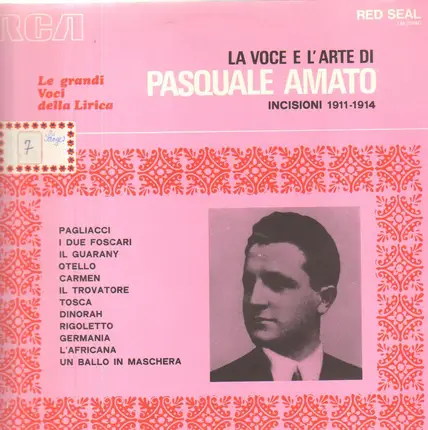 RCA
RED SEAL
LA VOCE E L'ARTE DI
PASQUALE AMATO
INCISIONI 1911-1914
Le grandi
Voci
della Lirica
7
PAGLIACCI
I DUE FOSCARI
IL GUARANY
OTELLO
CARMEN
IL TROVATORE
TOSCA
DINORAH
RIGOLETTO
GERMANIA
L'AFRICANA
UN BALLO IN MASCHERA